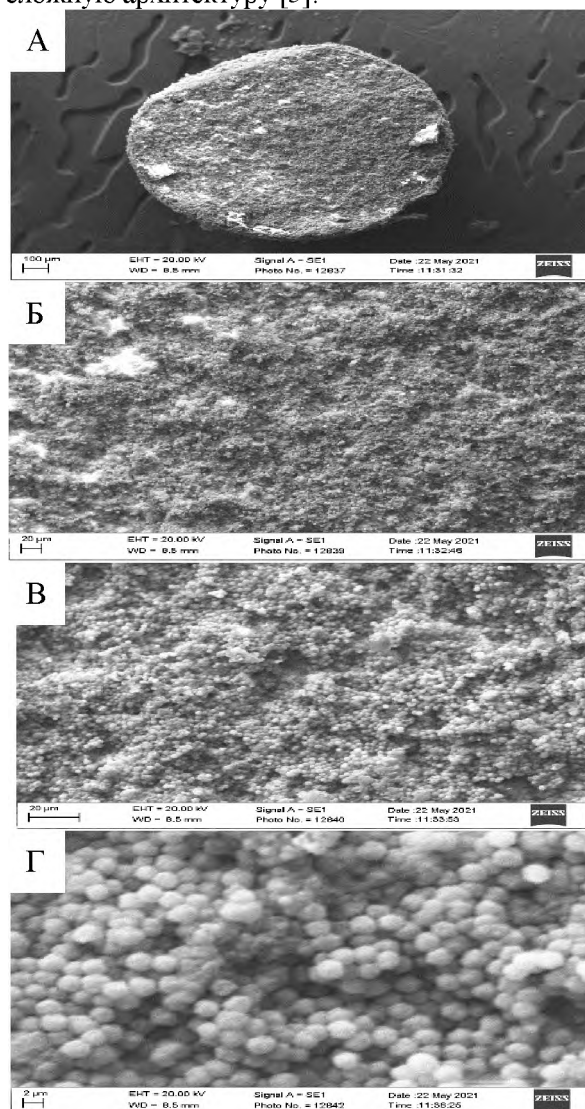 сложную архитектуру [3].
А
100 µm
EHT = 20.00 kV
Signal A = SE1
Date :22 May 2021
WD = 8.5 mm
Photo No. = 12837
Time :11:31:32
ZEISS
Б
20 µm
EHT = 20.00 kV
Signal A = SE1
Date :22 May 2021
WD = 8.5 mm
Photo No. = 12839
Time :11:32:46
ZEISS
В
20 µm
EHT = 20.00 kV
Signal A = SE1
Date :22 May 2021
WD = 8.5 mm
Photo No. = 12840
Time :11:33:53
ZEISS
Г
2 µm
EHT = 20.00 kV
Signal A = SE1
Date :22 May 2021
WD = 8.5 mm
Photo No. = 12842
Time :11:36:25
ZEISS